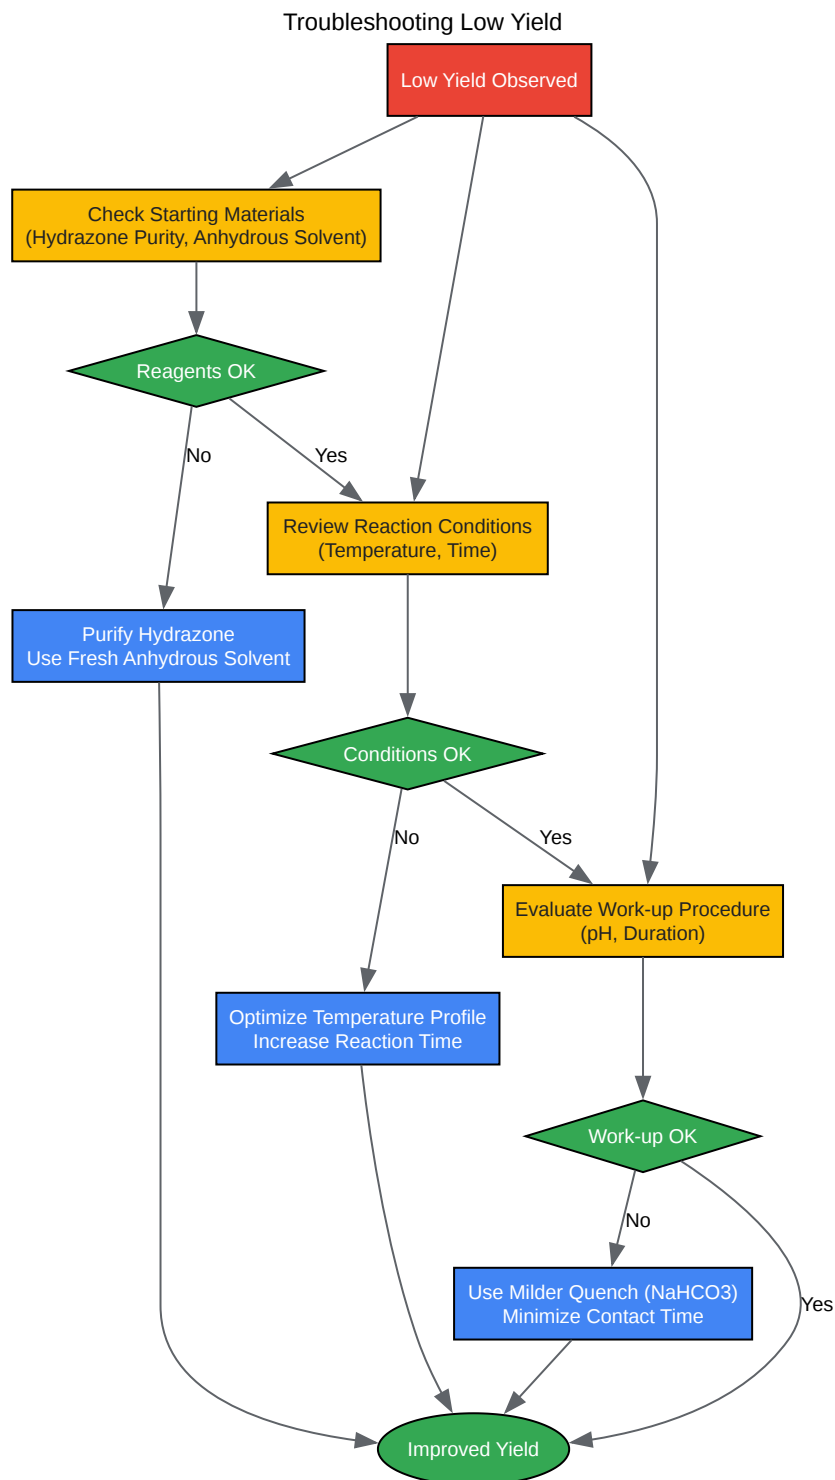 Troubleshooting Low Yield
Low Yield Observed
Check Starting Materials
(Hydrazone Purity, Anhydrous Solvent)
Reagents OK
No
Yes
Review Reaction Conditions
(Temperature, Time)
Purify Hydrazone
Use Fresh Anhydrous Solvent
Conditions OK
No
Yes
Evaluate Work-up Procedure
(pH, Duration)
Optimize Temperature Profile
Increase Reaction Time
Work-up OK
No
Use Milder Quench (NaHCO3)
Minimize Contact Time
Yes
Improved Yield